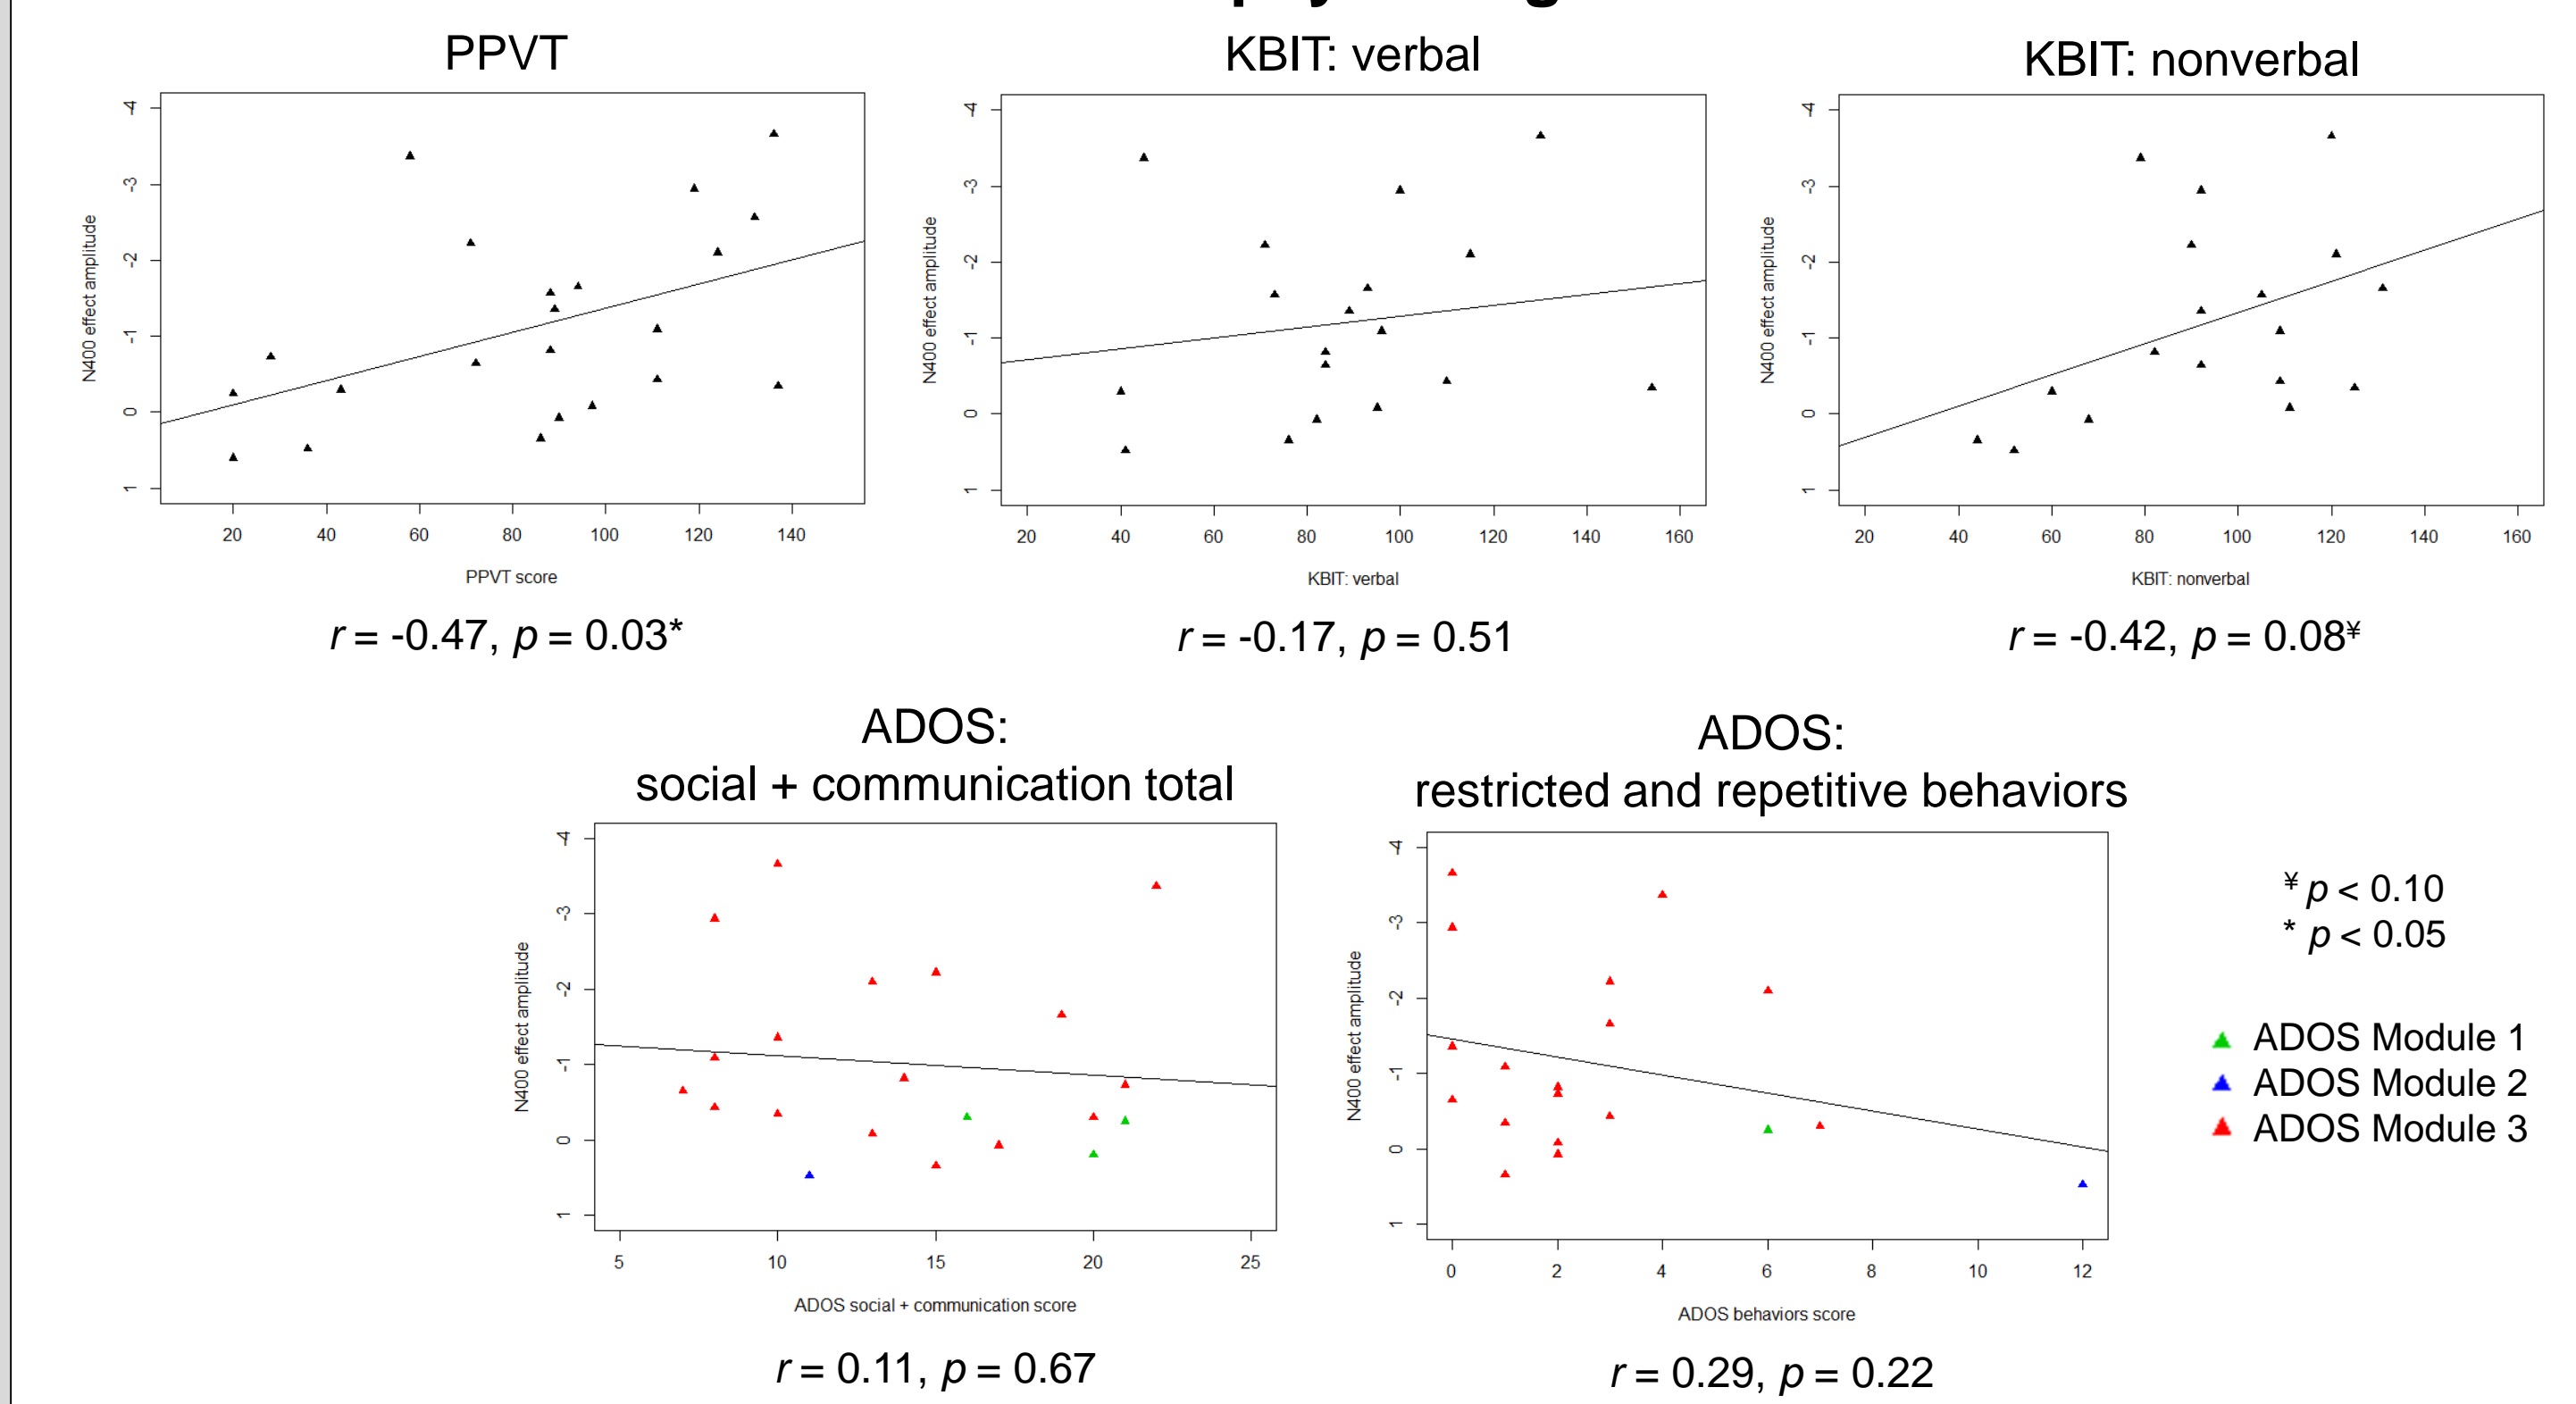 PPVT
KBIT: verbal
KBIT: nonverbal
N400 effect amplitude
-4
-3
-2
-1
0
1
20 40 60 80 100 120 140
PPVT score
r = -0.47, p = 0.03*
N400 effect amplitude
-4
-3
-2
-1
0
1
20 40 60 80 100 120 140 160
KBIT: verbal
r = -0.17, p = 0.51
N400 effect amplitude
-4
-3
-2
-1
0
1
20 40 60 80 100 120 140 160
KBIT: nonverbal
r = -0.42, p = 0.08¥
ADOS:
social + communication total
N400 effect amplitude
-4
-3
-2
-1
0
1
5 10 15 20 25
ADOS social + communication score
r = 0.11, p = 0.67
ADOS:
restricted and repetitive behaviors
N400 effect amplitude
-4
-3
-2
-1
0
1
0 2 4 6 8 10 12
ADOS behaviors score
r = 0.29, p = 0.22
¥ p < 0.10
* p < 0.05
ADOS Module 1
ADOS Module 2
ADOS Module 3